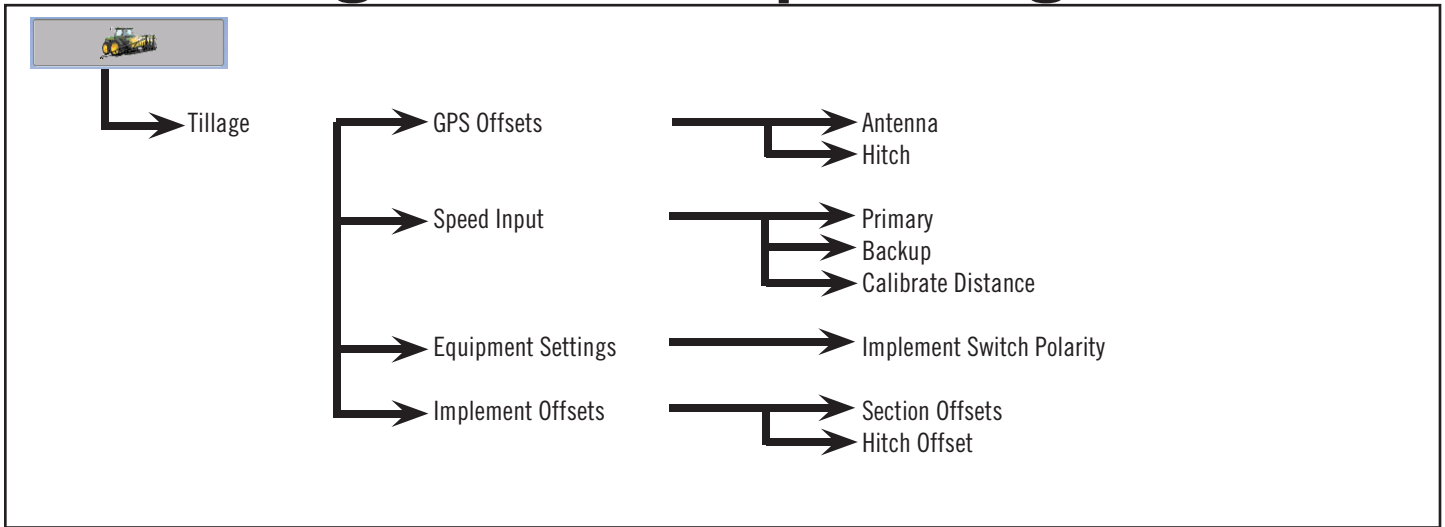 Tillage
GPS Offsets
Antenna
Hitch
Speed Input
Primary
Backup
Calibrate Distance
Equipment Settings
Implement Switch Polarity
Implement Offsets
Section Offsets
Hitch Offset